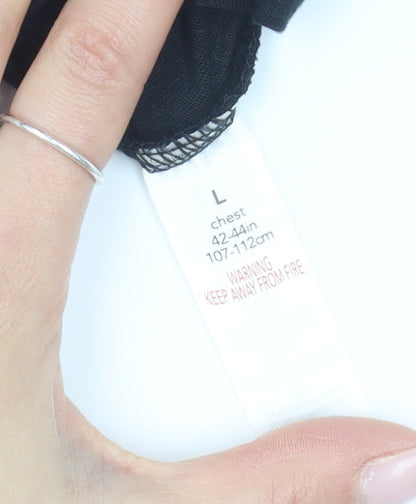 L
chest
42-44in
107-112cm
WARNING
KEEP AWAY FROM FIRE